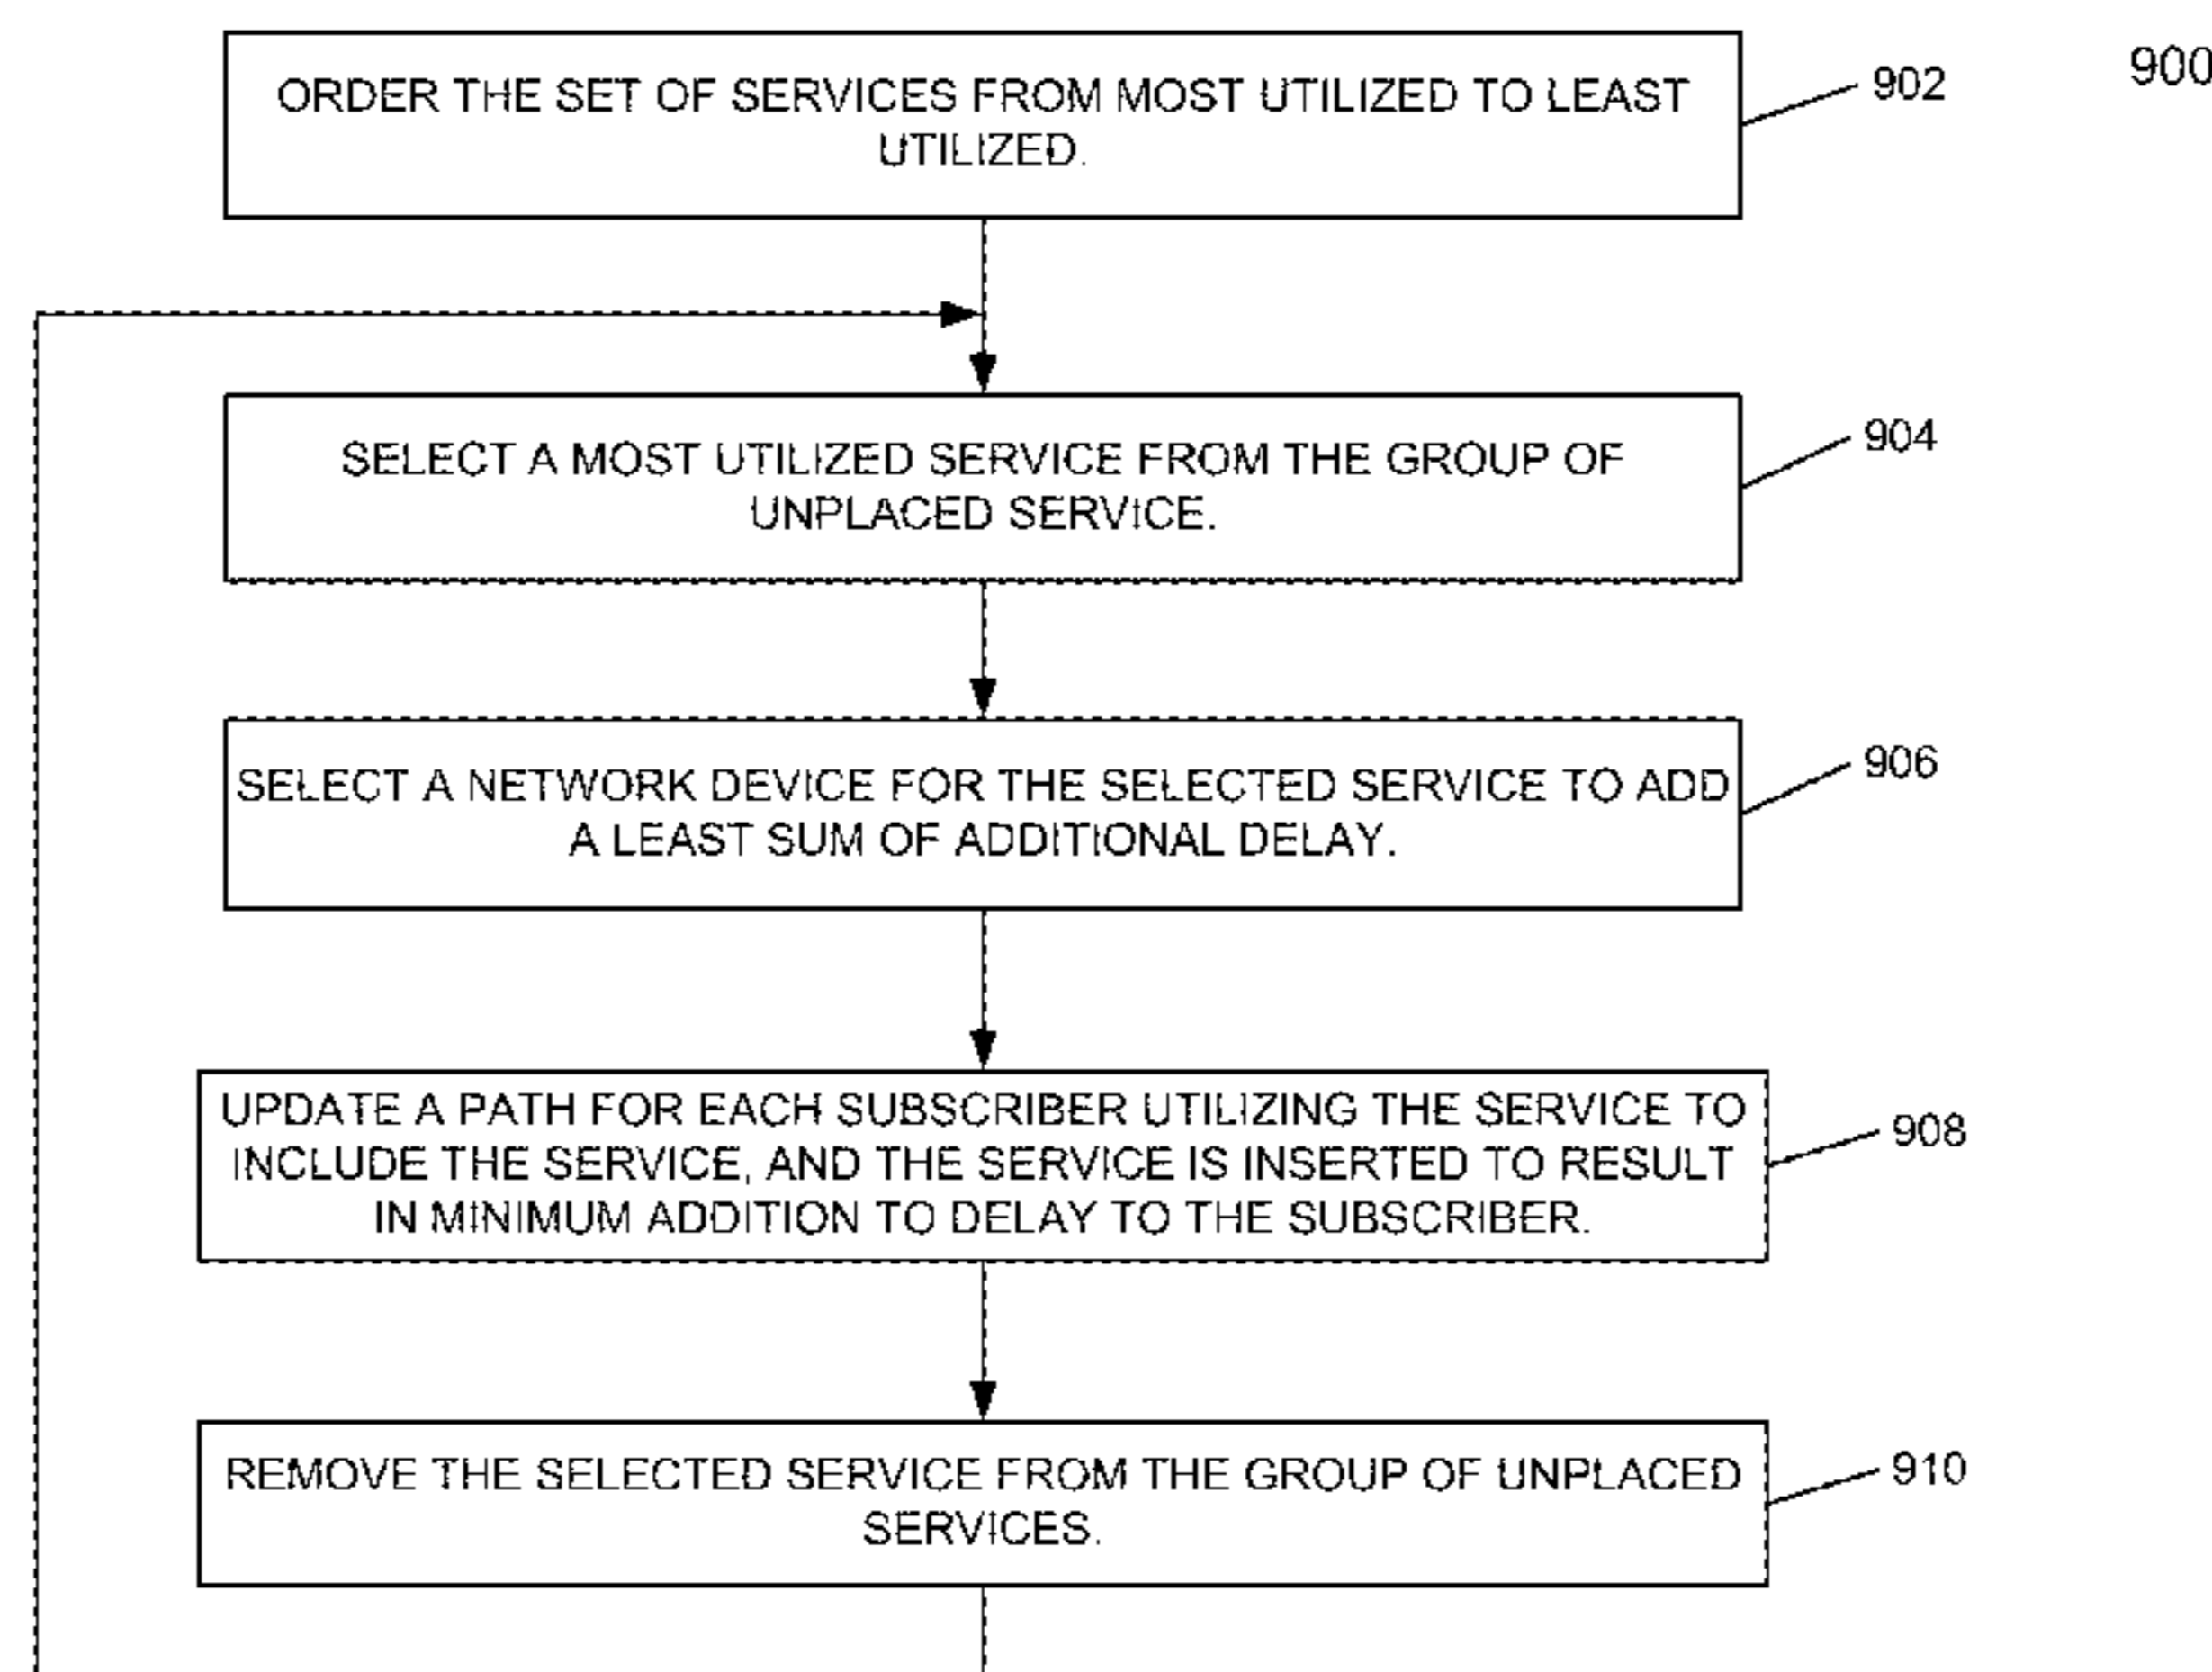 900
ORDER THE SET OF SERVICES FROM MOST UTILIZED TO LEAST
UTILIZED.
902
SELECT A MOST UTILIZED SERVICE FROM THE GROUP OF
UNPLACED SERVICE.
904
SELECT A NETWORK DEVICE FOR THE SELECTED SERVICE TO ADD
A LEAST SUM OF ADDITIONAL DELAY.
906
UPDATE A PATH FOR EACH SUBSCRIBER UTILIZING THE SERVICE TO
INCLUDE THE SERVICE, AND THE SERVICE IS INSERTED TO RESULT
IN MINIMUM ADDITION TO DELAY TO THE SUBSCRIBER.
908
REMOVE THE SELECTED SERVICE FROM THE GROUP OF UNPLACED
SERVICES.
910